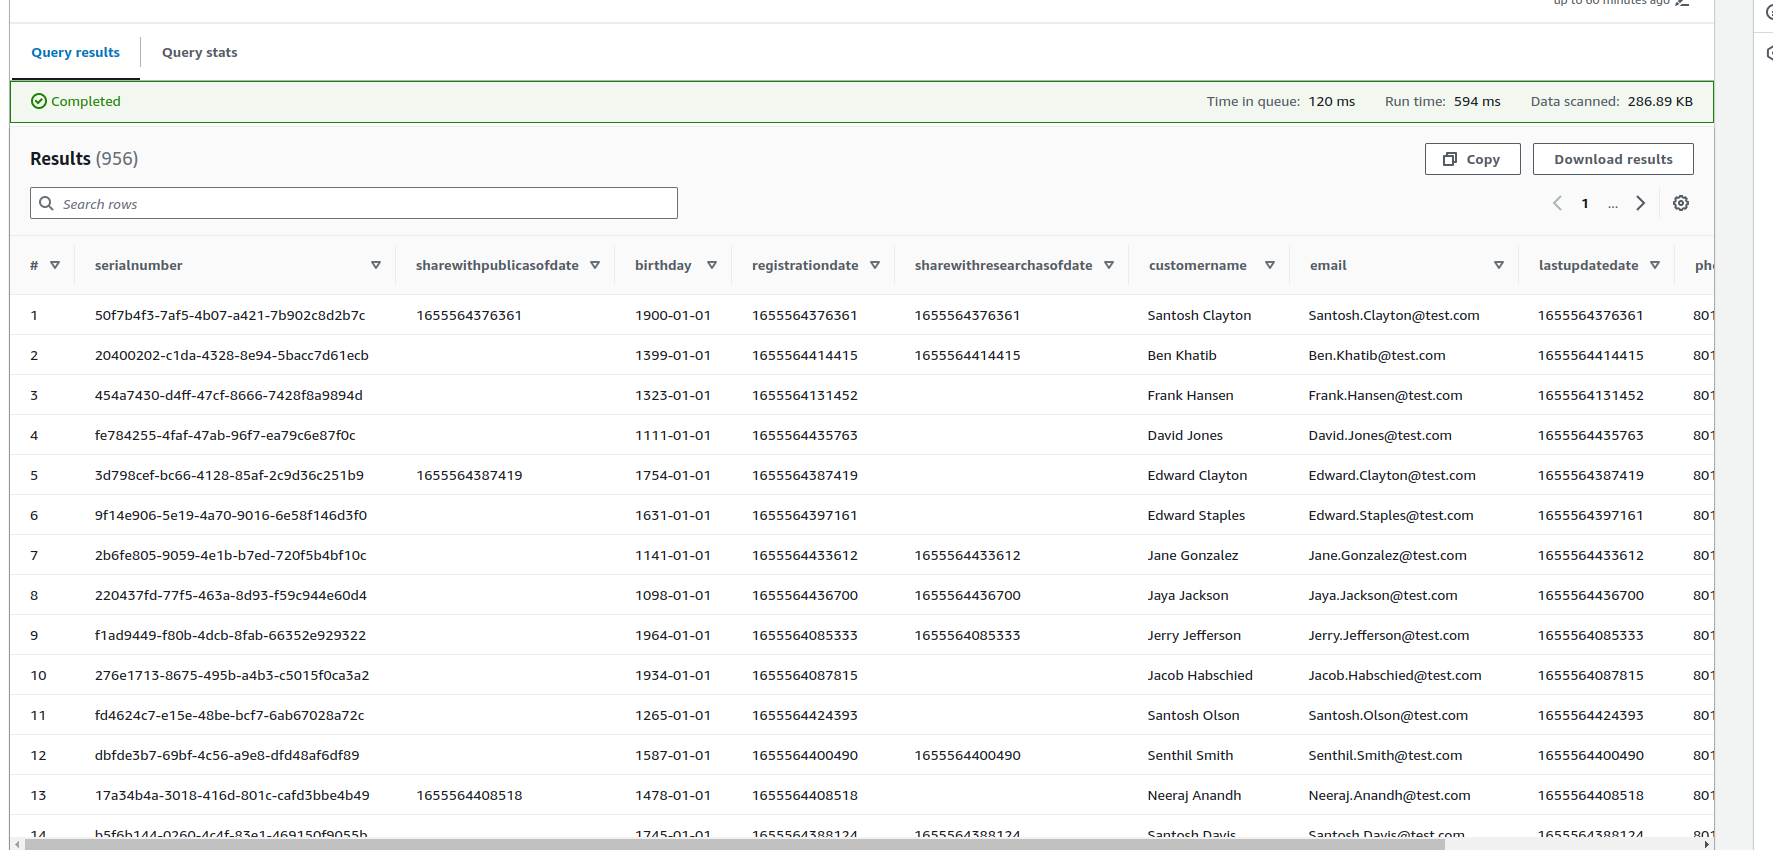 up to 60 minutes ago
Query results Query stats
Completed Time in queue: 120 ms Run time: 594 ms Data scanned: 286.89 KB
Results (956) Copy Download results
Search rows 1 ...
# serialnumber sharewithpublicasofdate birthday registrationdate sharewithresearchasofdate customername email lastupdatedate pho
1 50f7b4f3-7af5-4b07-a421-7b902c8d2b7c 1655564376361 1900-01-01 1655564376361 1655564376361 Santosh Clayton Santosh.Clayton@test.com 1655564376361 801
2 20400202-c1da-4328-8e94-5bacc7d61ecb 1399-01-01 1655564414415 1655564414415 Ben Khatib Ben.Khatib@test.com 1655564414415 801
3 454a7430-d4ff-47cf-8666-7428f8a9894d 1323-01-01 1655564131452 Frank Hansen Frank.Hansen@test.com 1655564131452 801
4 fe784255-4faf-47ab-96f7-ea79c6e87f0c 1111-01-01 1655564435763 David Jones David.Jones@test.com 1655564435763 801
5 3d798cef-bc66-4128-85af-2c9d36c251b9 1655564387419 1754-01-01 1655564387419 Edward Clayton Edward.Clayton@test.com 1655564387419 801
6 9f14e906-5e19-4a70-9016-6e58f146d3f0 1631-01-01 1655564397161 Edward Staples Edward.Staples@test.com 1655564397161 801
7 2b6fe805-9059-4e1b-b7ed-720f5b4bf10c 1141-01-01 1655564433612 1655564433612 Jane Gonzalez Jane.Gonzalez@test.com 1655564433612 801
8 220437fd-77f5-463a-8d93-f59c944e60d4 1098-01-01 1655564436700 1655564436700 Jaya Jackson Jaya.Jackson@test.com 1655564436700 801
9 f1ad9449-f80b-4dcb-8fab-66352e929322 1964-01-01 1655564085333 1655564085333 Jerry Jefferson Jerry.Jefferson@test.com 1655564085333 801
10 276e1713-8675-495b-a4b3-c5015f0ca3a2 1934-01-01 1655564087815 Jacob Habschied Jacob.Habschied@test.com 1655564087815 801
11 fd4624c7-e15e-48be-bcf7-6ab67028a72c 1265-01-01 1655564424393 Santosh Olson Santosh.Olson@test.com 1655564424393 801
12 dbfde3b7-69bf-4c56-a9e8-dfd48af6df89 1587-01-01 1655564400490 1655564400490 Senthil Smith Senthil.Smith@test.com 1655564400490 801
13 17a34b4a-3018-416d-801c-cafd3bbe4b49 1655564408518 1478-01-01 1655564408518 Neeraj Anandh Neeraj.Anandh@test.com 1655564408518 801
14 b5f6b144-0260-4c4f-83e1-469150f9055b 1745-01-01 1655564388124 1655564388124 Santosh Davis Santosh.Davis@test.com 1655564388124 801